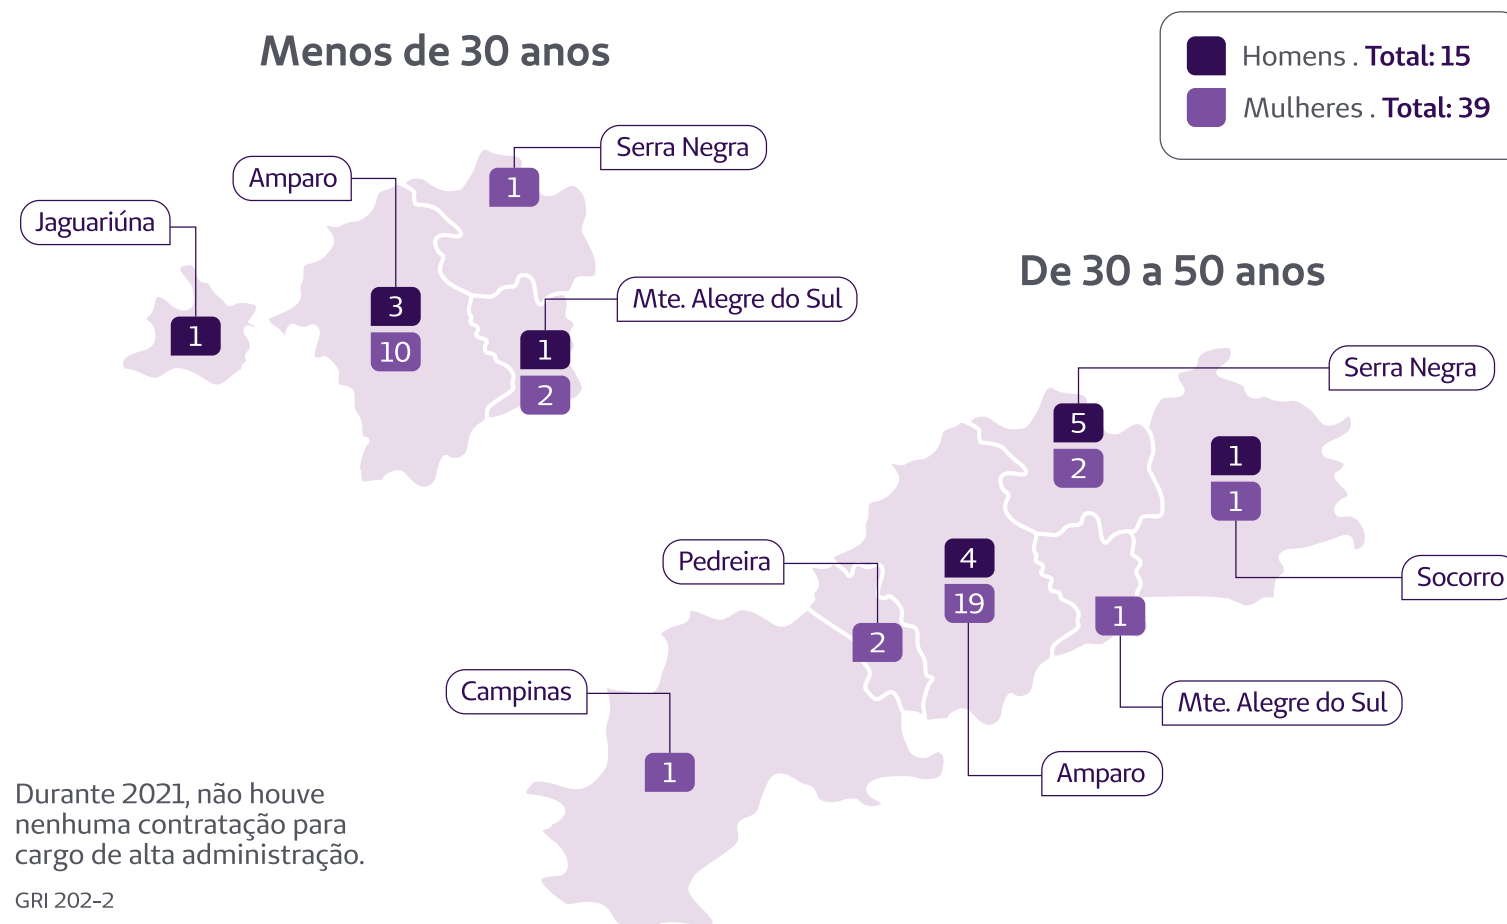 Menos de 30 anos
Homens . Total: 15
Mulheres . Total: 39
Serra Negra
1
Amparo
3
10
Jaguariúna
1
Mte. Alegre do Sul
1
2
De 30 a 50 anos
Serra Negra
5
2
1
1
Socorro
Pedreira
2
4
19
Amparo
1
Mte. Alegre do Sul
Campinas
1
Durante 2021, não houve
nenhuma contratação para
cargo de alta administração.
GRI 202-2